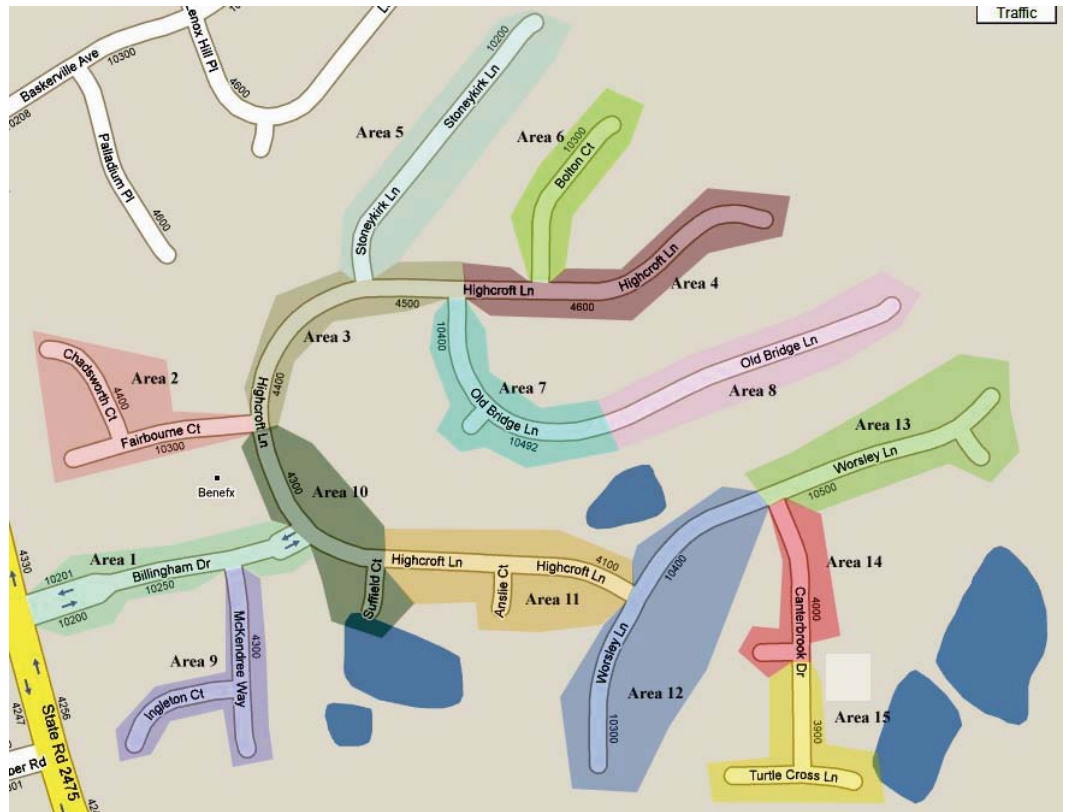 Traffic
Lenox Hill Pl
10300
Baskerville Ave
10208
4600
Palladium Pl
4600
10200
Stoneykirk Ln
Stoneykirk Ln
Area 5
Area 6
10300
Bolton Ct
Highcroft Ln
Highcroft Ln
4500
4600
Area 4
Area 3
4400
Highcroft Ln
10400
Old Bridge Ln
Area 7
Old Bridge Ln
10492
Area 8
Chadsworth Ct
4400
Area 2
Fairbourne Ct
10300
Benefx
4300
Area 10
Area 13
Worsley Ln
10500
Area 1
10201
Billingham Dr
10250
10200
4330
Highcroft Ln
Highcroft Ln
4100
Suffield Ct
Anslie Ct
Area 11
10400
Worsley Ln
10300
Area 12
Area 14
4000
Canterbrook Dr
McKendree Way
4300
Area 9
Ingleton Ct
4256
4247
State Rd 2475
per Rd
Area 15
3900
Turtle Cross Ln